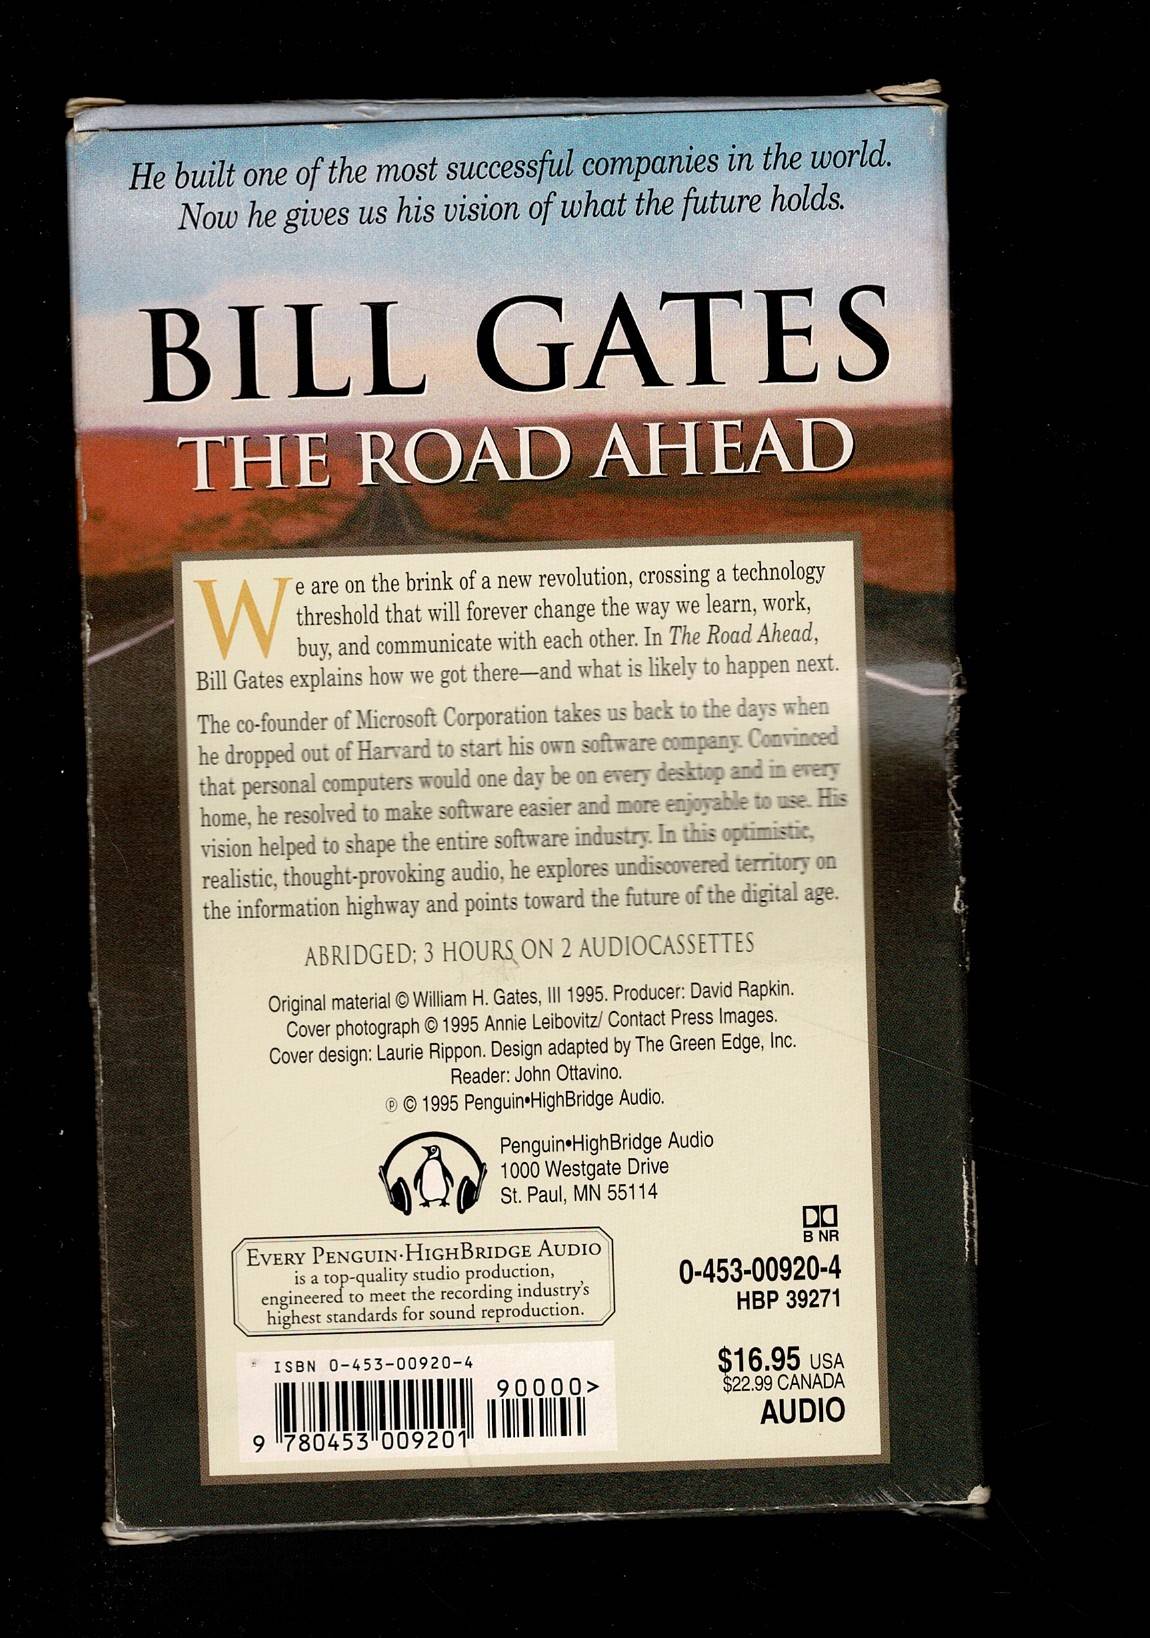 He built one of the most successful companies in the world.
Now he gives us his vision of what the future holds.
BILL GATES
THE ROAD AHEAD
We are on the brink of a new revolution, crossing a technology
threshold that will forever change the way we learn, work,
buy, and communicate with each other. In The Road Ahead,
Bill Gates explains how we got there—and what is likely to happen next.
The co-founder of Microsoft Corporation takes us back to the days when
he dropped out of Harvard to start his own software company. Convinced
that personal computers would one day be on every desktop and in every
home, he resolved to make software easier and more enjoyable to use. His
vision helped to shape the entire software industry. In this optimistic,
realistic, thought-provoking audio, he explores undiscovered territory on
the information highway and points toward the future of the digital age.
ABRIDGED; 3 HOURS ON 2 AUDIOCASSETTES
Original material © William H. Gates, III 1995. Producer: David Rapkin.
Cover photograph © 1995 Annie Leibovitz/ Contact Press Images.
Cover design: Laurie Rippon. Design adapted by The Green Edge, Inc.
Reader: John Ottavino.
℗ © 1995 Penguin•HighBridge Audio.
Penguin•HighBridge Audio
1000 Westgate Drive
St. Paul, MN 55114
B NR
EVERY PENGUIN·HIGHBRIDGE AUDIO
is a top-quality studio production,
engineered to meet the recording industry's
highest standards for sound reproduction.
0-453-00920-4
HBP 39271
ISBN 0-453-00920-4
90000>
9 780453 009201
$16.95 USA
$22.99 CANADA
AUDIO